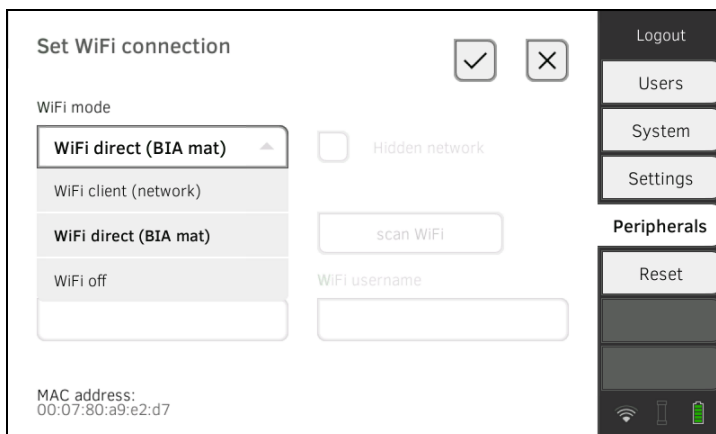 Set WiFi connection
WiFi mode
WiFi direct (BIA mat)
Hidden network
WiFi client (network)
WiFi direct (BIA mat)
scan WiFi
WiFi off
WiFi username
MAC address:
00:07:80:a9:e2:d7
Logout
Users
System
Settings
Peripherals
Reset